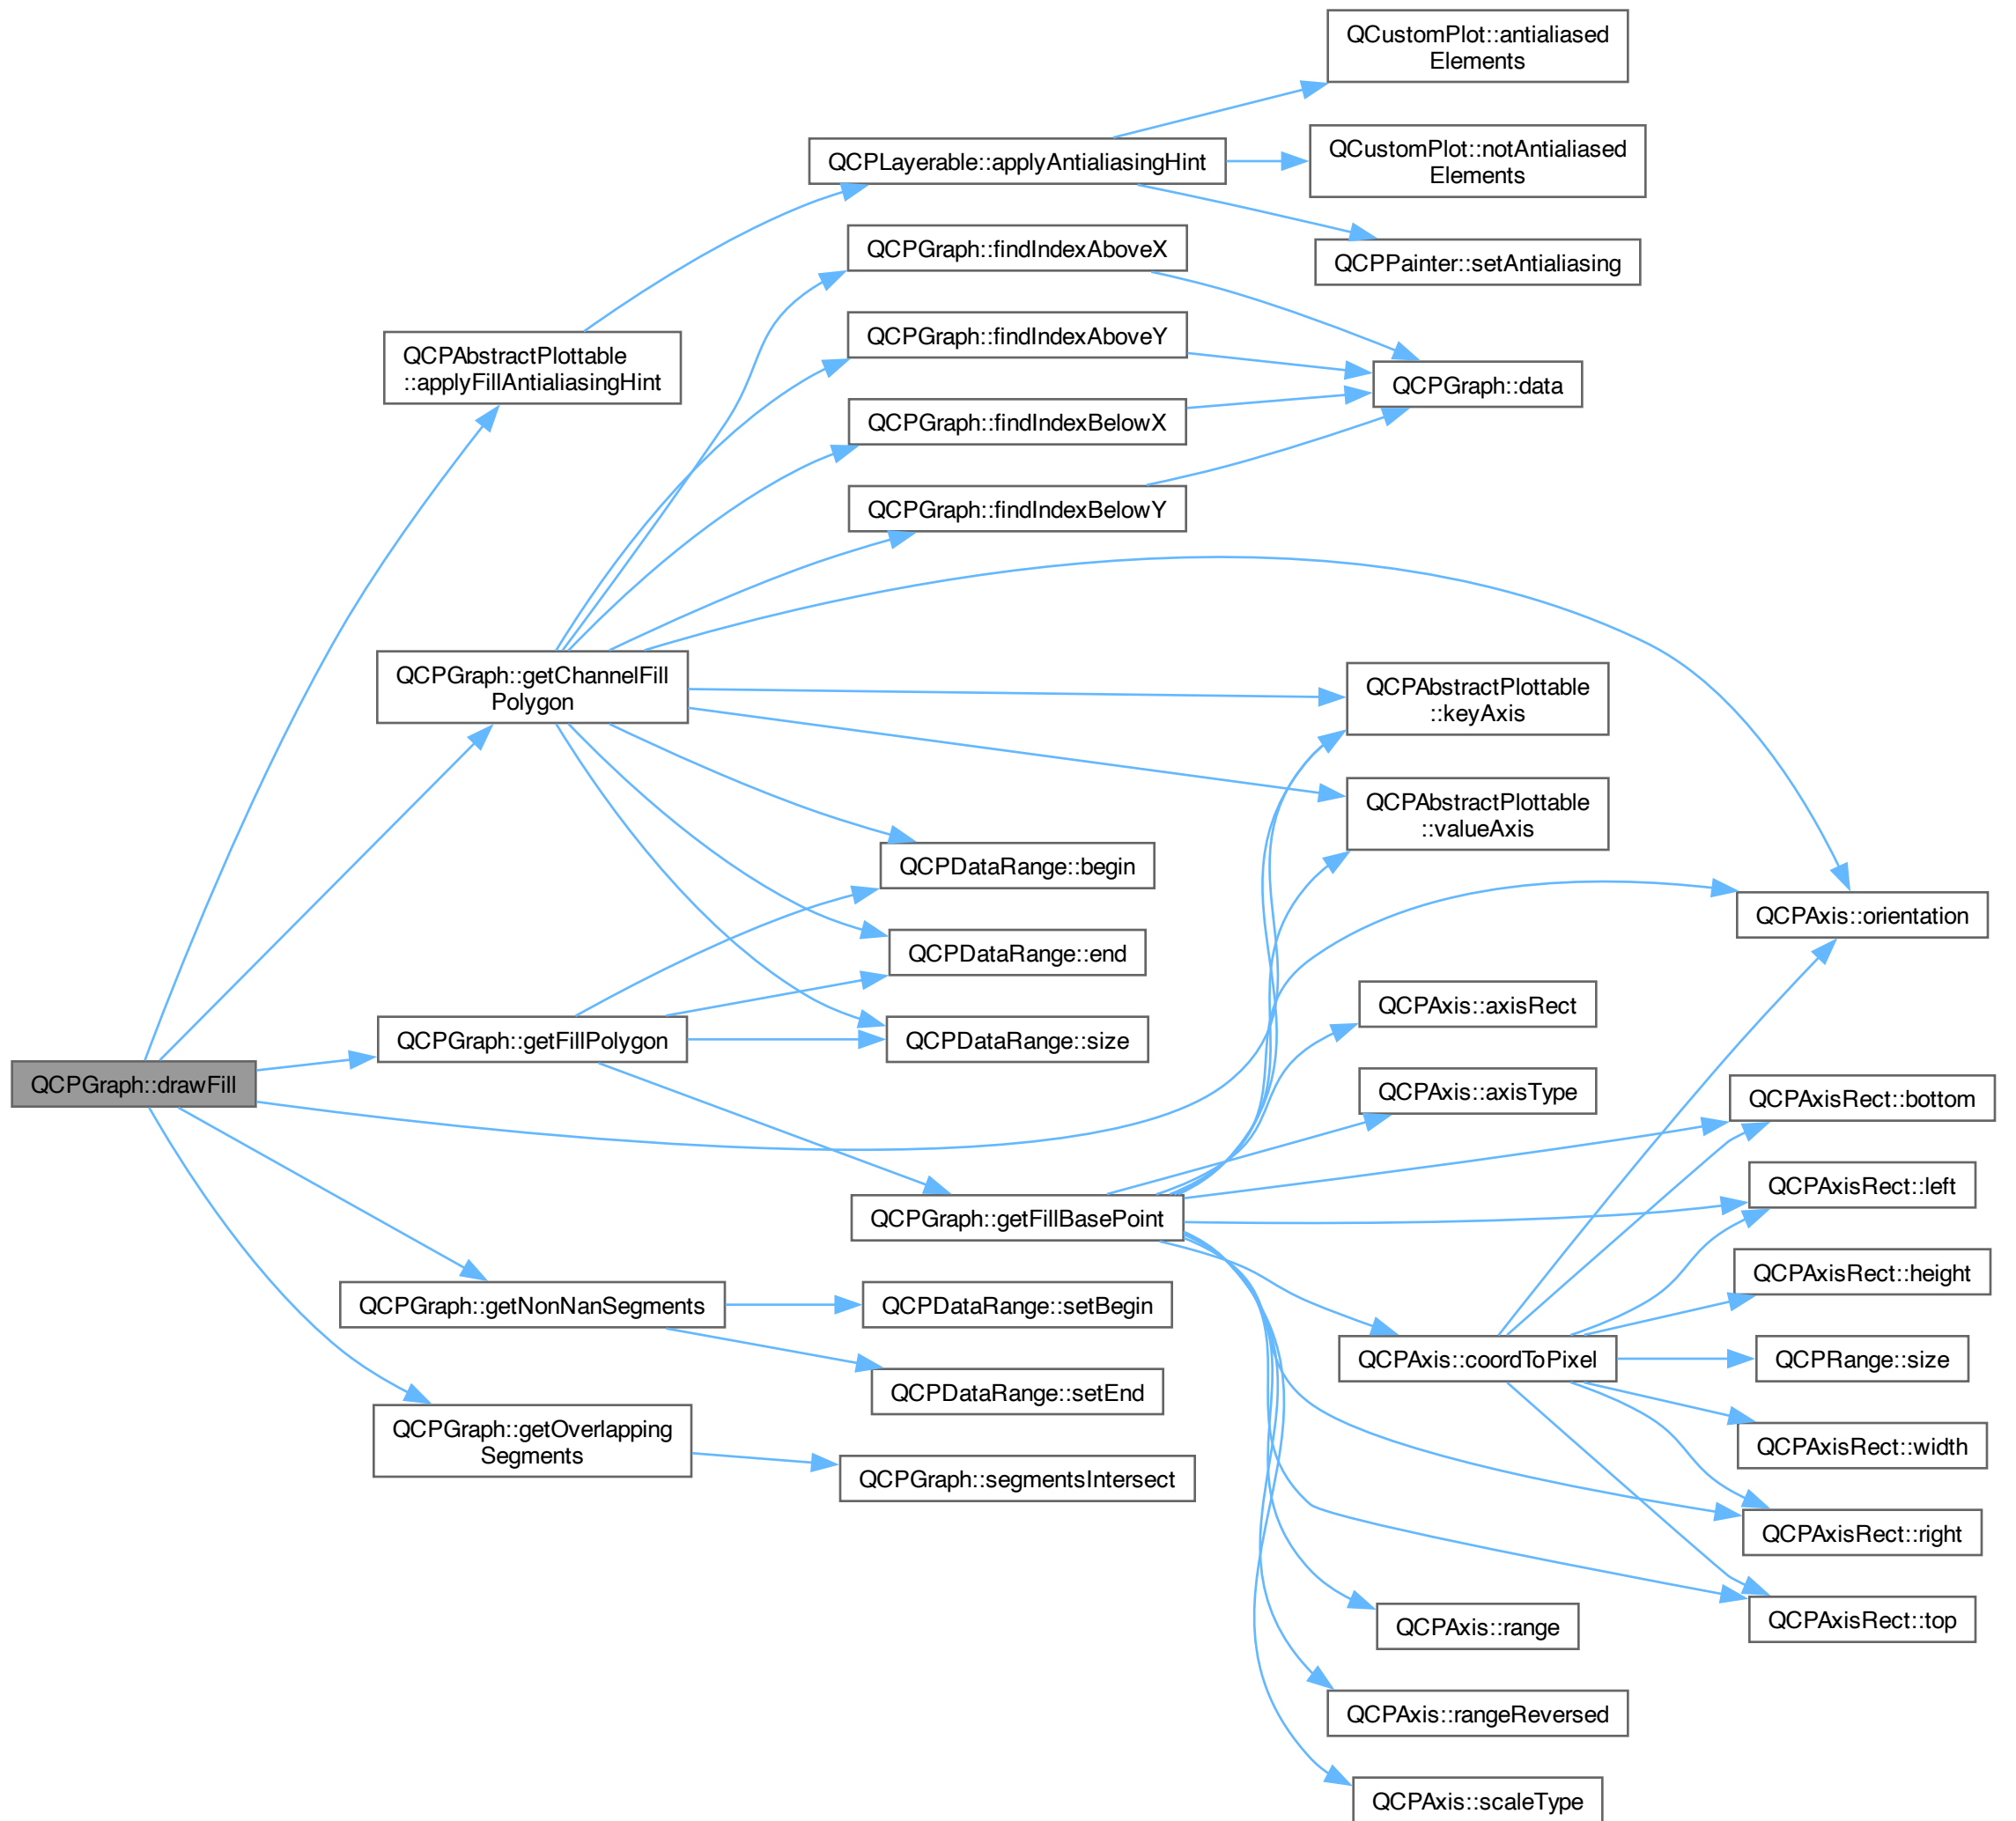 QCustomPlot::antialiased
Elements
QCPLayerable::applyAntialiasingHint
QCustomPlot::notAntialiased
Elements
QCPPainter::setAntialiasing
QCPGraph::findIndexAboveX
QCPGraph::findIndexAboveY
QCPAbstractPlottable
::applyFillAntialiasingHint
QCPGraph::data
QCPGraph::findIndexBelowX
QCPGraph::findIndexBelowY
QCPGraph::getChannelFill
Polygon
QCPAbstractPlottable
::keyAxis
QCPAbstractPlottable
::valueAxis
QCPDataRange::begin
QCPAxis::orientation
QCPDataRange::end
QCPAxis::axisRect
QCPGraph::getFillPolygon
QCPDataRange::size
QCPGraph::drawFill
QCPAxis::axisType
QCPAxisRect::bottom
QCPAxisRect::left
QCPGraph::getFillBasePoint
QCPAxisRect::height
QCPGraph::getNonNanSegments
QCPDataRange::setBegin
QCPAxis::coordToPixel
QCPRange::size
QCPDataRange::setEnd
QCPAxisRect::width
QCPGraph::getOverlapping
Segments
QCPGraph::segmentsIntersect
QCPAxisRect::right
QCPAxis::range
QCPAxisRect::top
QCPAxis::rangeReversed
QCPAxis::scaleType